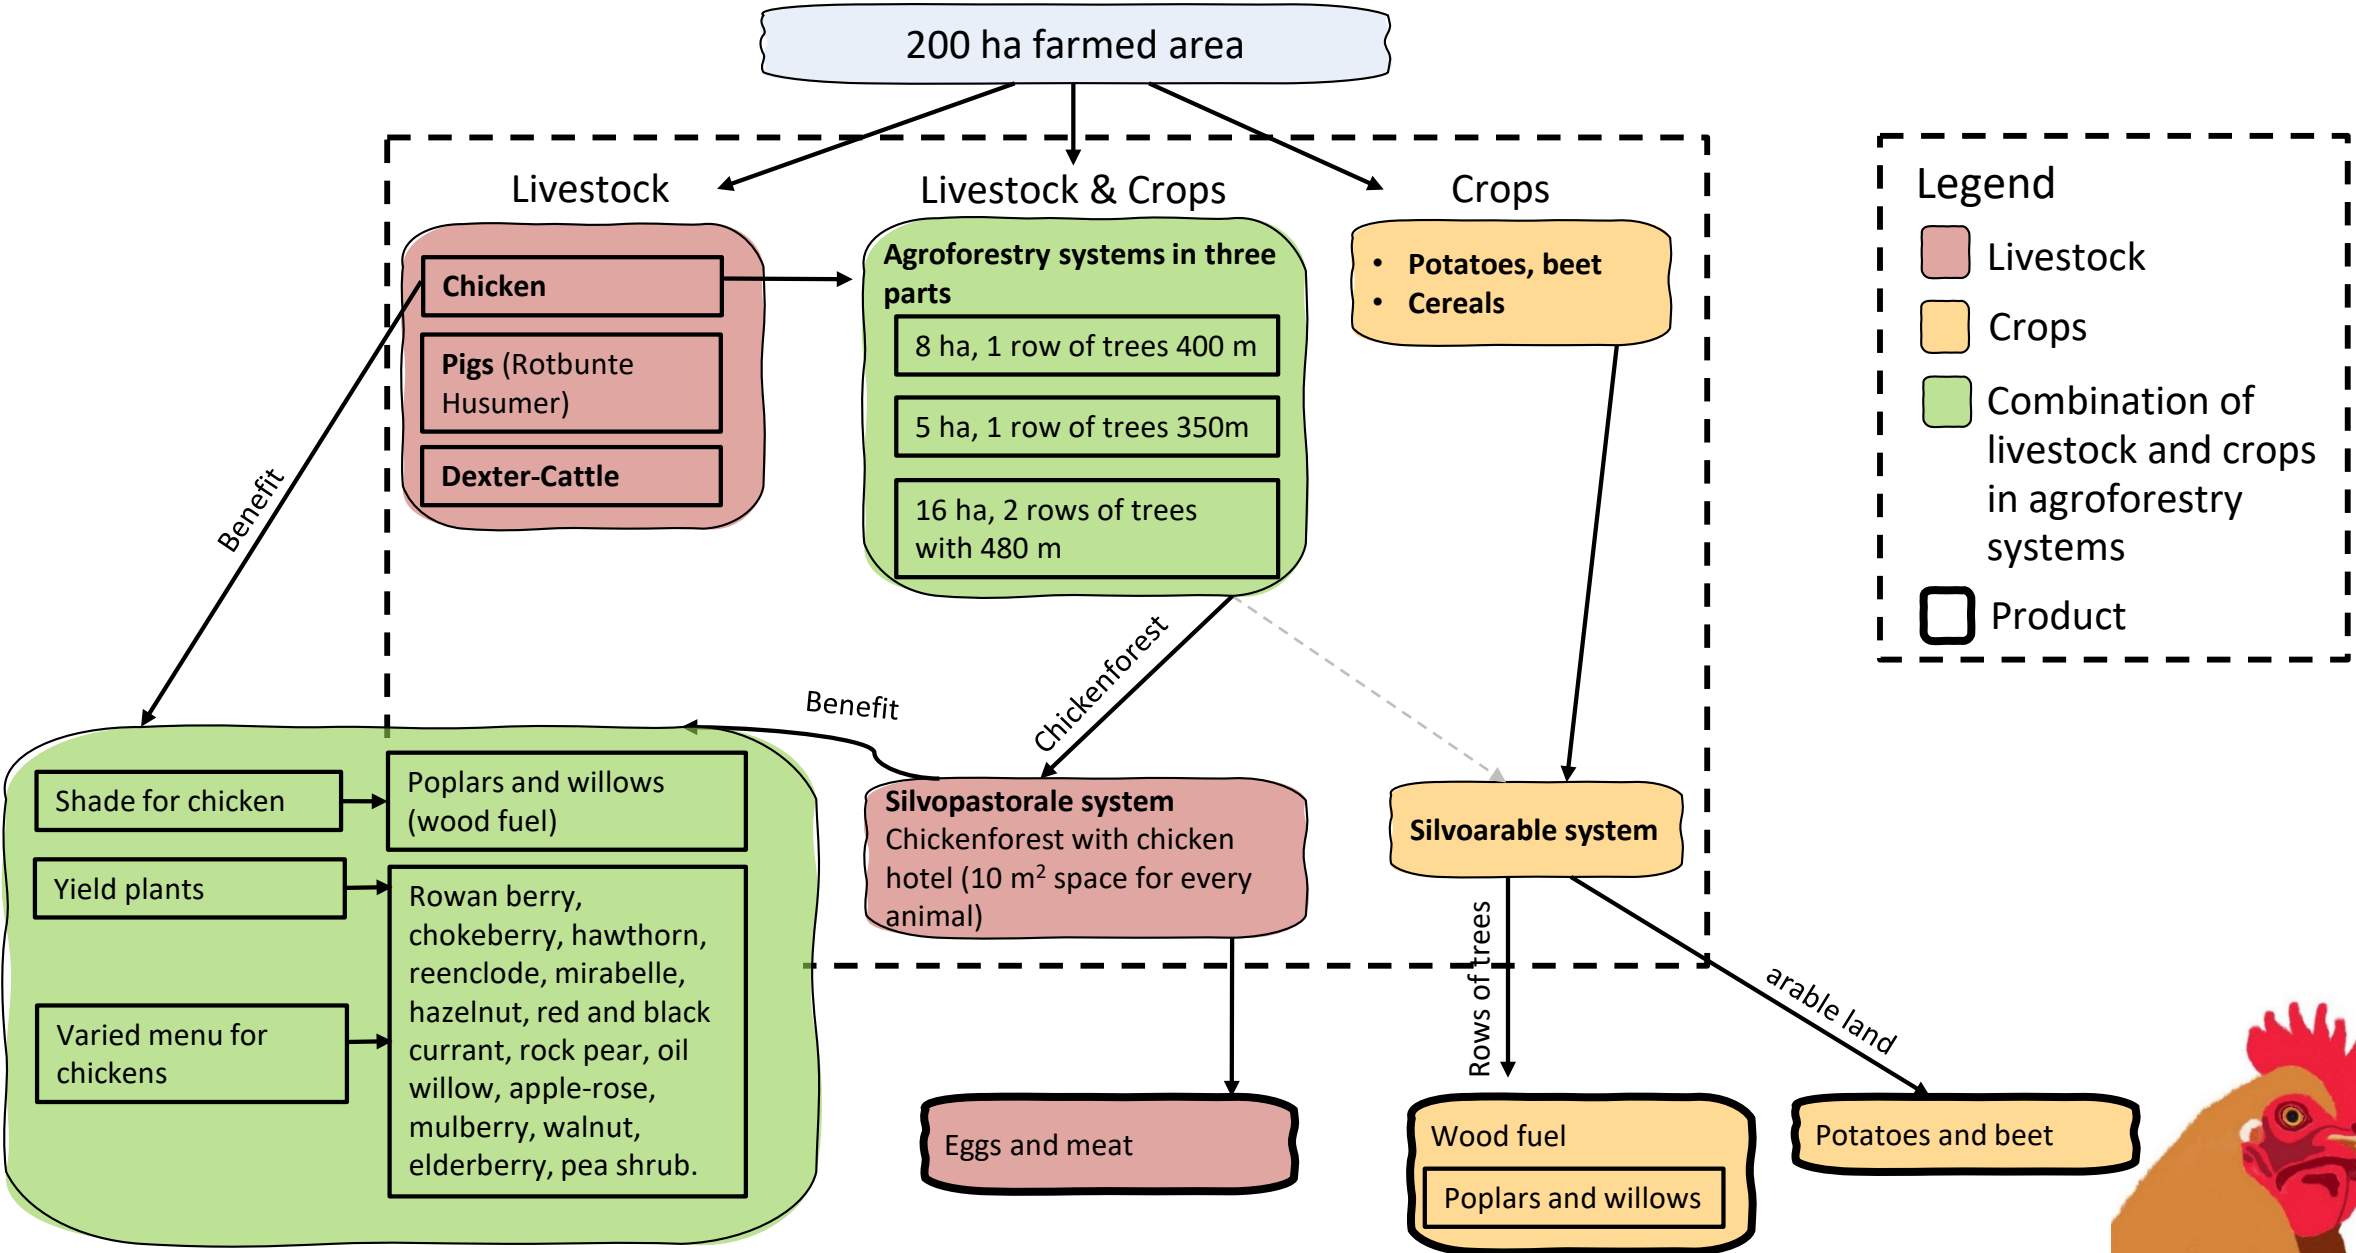 200 ha farmed area
Livestock
Livestock & Crops
Crops
Chicken
Pigs (Rotbunte
Husumer)
Dexter-Cattle
Agroforestry systems in three
parts
8 ha, 1 row of trees 400 m
5 ha, 1 row of trees 350m
16 ha, 2 rows of trees
with 480 m
• Potatoes, beet
• Cereals
Legend
Livestock
Crops
Combination of
livestock and crops
in agroforestry
systems
Product
Benefit
Benefit
Chickenforest
Shade for chicken
Poplars and willows
(wood fuel)
Yield plants
Varied menu for
chickens
Rowan berry,
chokeberry, hawthorn,
reenclode, mirabelle,
hazelnut, red and black
currant, rock pear, oil
willow, apple-rose,
mulberry, walnut,
elderberry, pea shrub.
Silvopastorale system
Chickenforest with chicken
hotel (10 m² space for every
animal)
Silvoarable system
Rows of trees
arable land
Eggs and meat
Wood fuel
Poplars and willows
Potatoes and beet